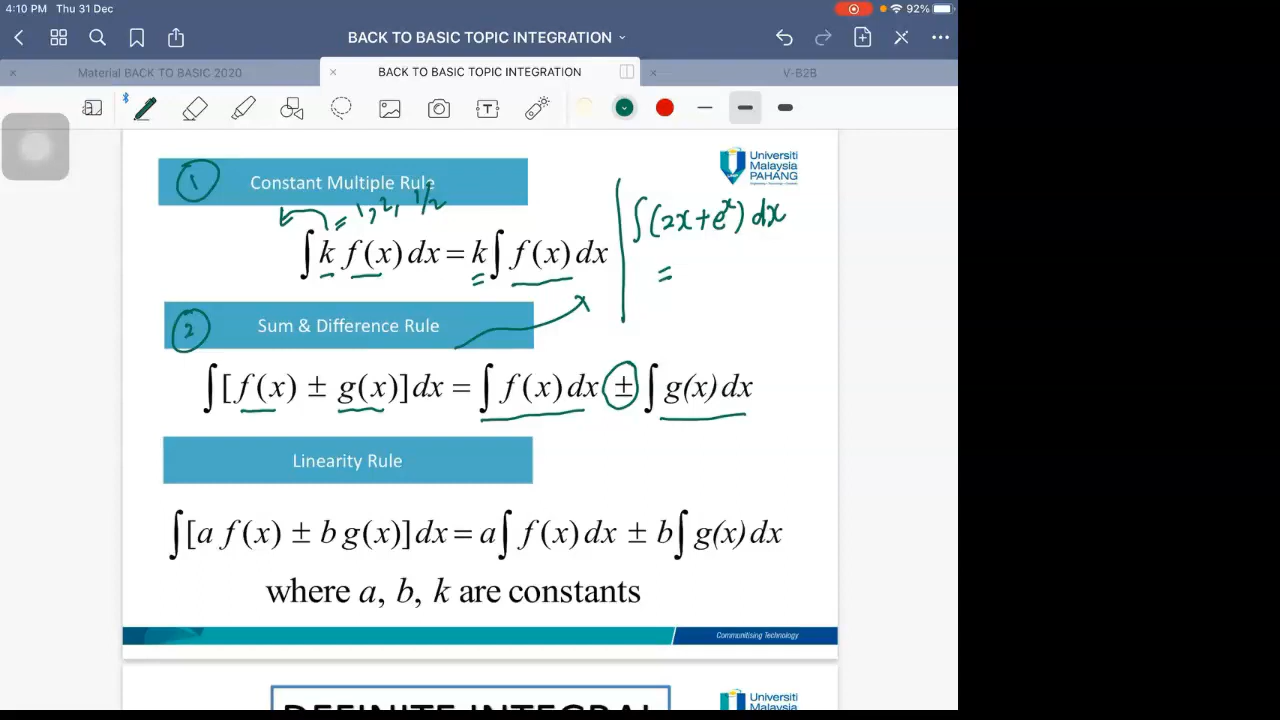 4:10 PM Thu 31 Dec 92%
BACK TO BASIC TOPIC INTEGRATION
Material BACK TO BASIC 2020
BACK TO BASIC TOPIC INTEGRATION
V-B2B
Universiti
Malaysia
PAHANG
1 Constant Multiple Rule
= 1, 2, 1/2
∫ k f(x) dx = k ∫ f(x) dx
∫(2x + eˣ) dx
=
2 Sum & Difference Rule
∫ [f(x) ± g(x)] dx = ∫ f(x) dx ± ∫ g(x) dx
Linearity Rule
∫ [a f(x) ± b g(x)] dx = a ∫ f(x) dx ± b ∫ g(x) dx
where a, b, k are constants
Communitising Technology
DEFINITE INTEGRAL
Universiti
Malaysia